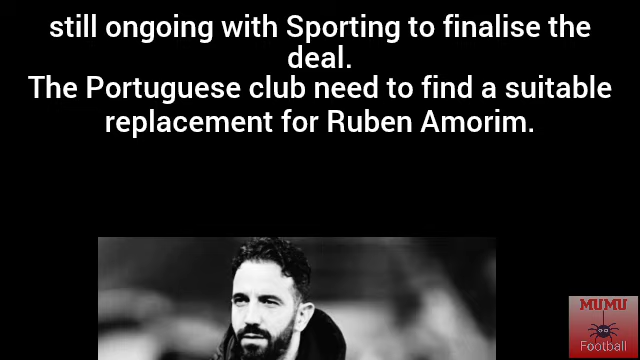 still ongoing with Sporting to finalise the
deal.
The Portuguese club need to find a suitable
replacement for Ruben Amorim.
MUMU
Football